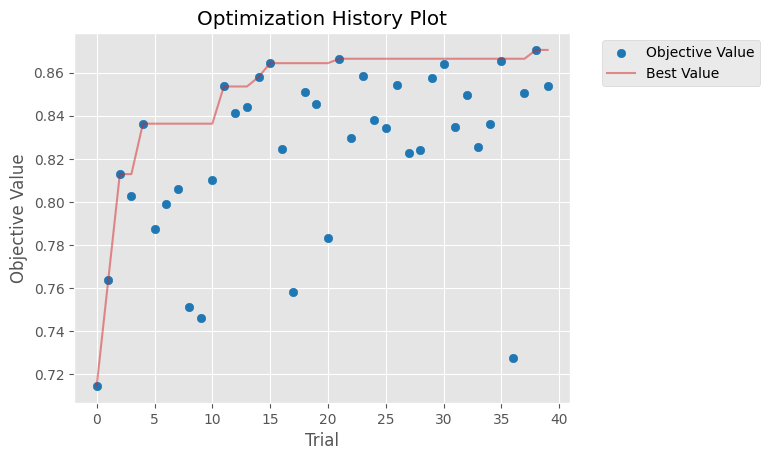 Optimization History Plot
Objective Value
Best Value
Objective Value
0.86
0.84
0.82
0.80
0.78
0.76
0.74
0.72
0 5 10 15 20 25 30 35 40
Trial